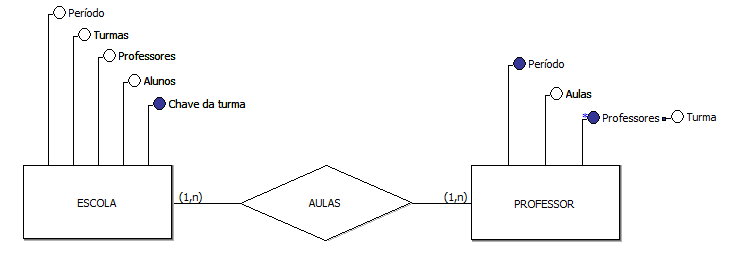 Período
Turmas
Professores
Alunos
Chave da turma
Período
Aulas
* Professores
Turma
ESCOLA
(1,n)
AULAS
(1,n)
PROFESSOR